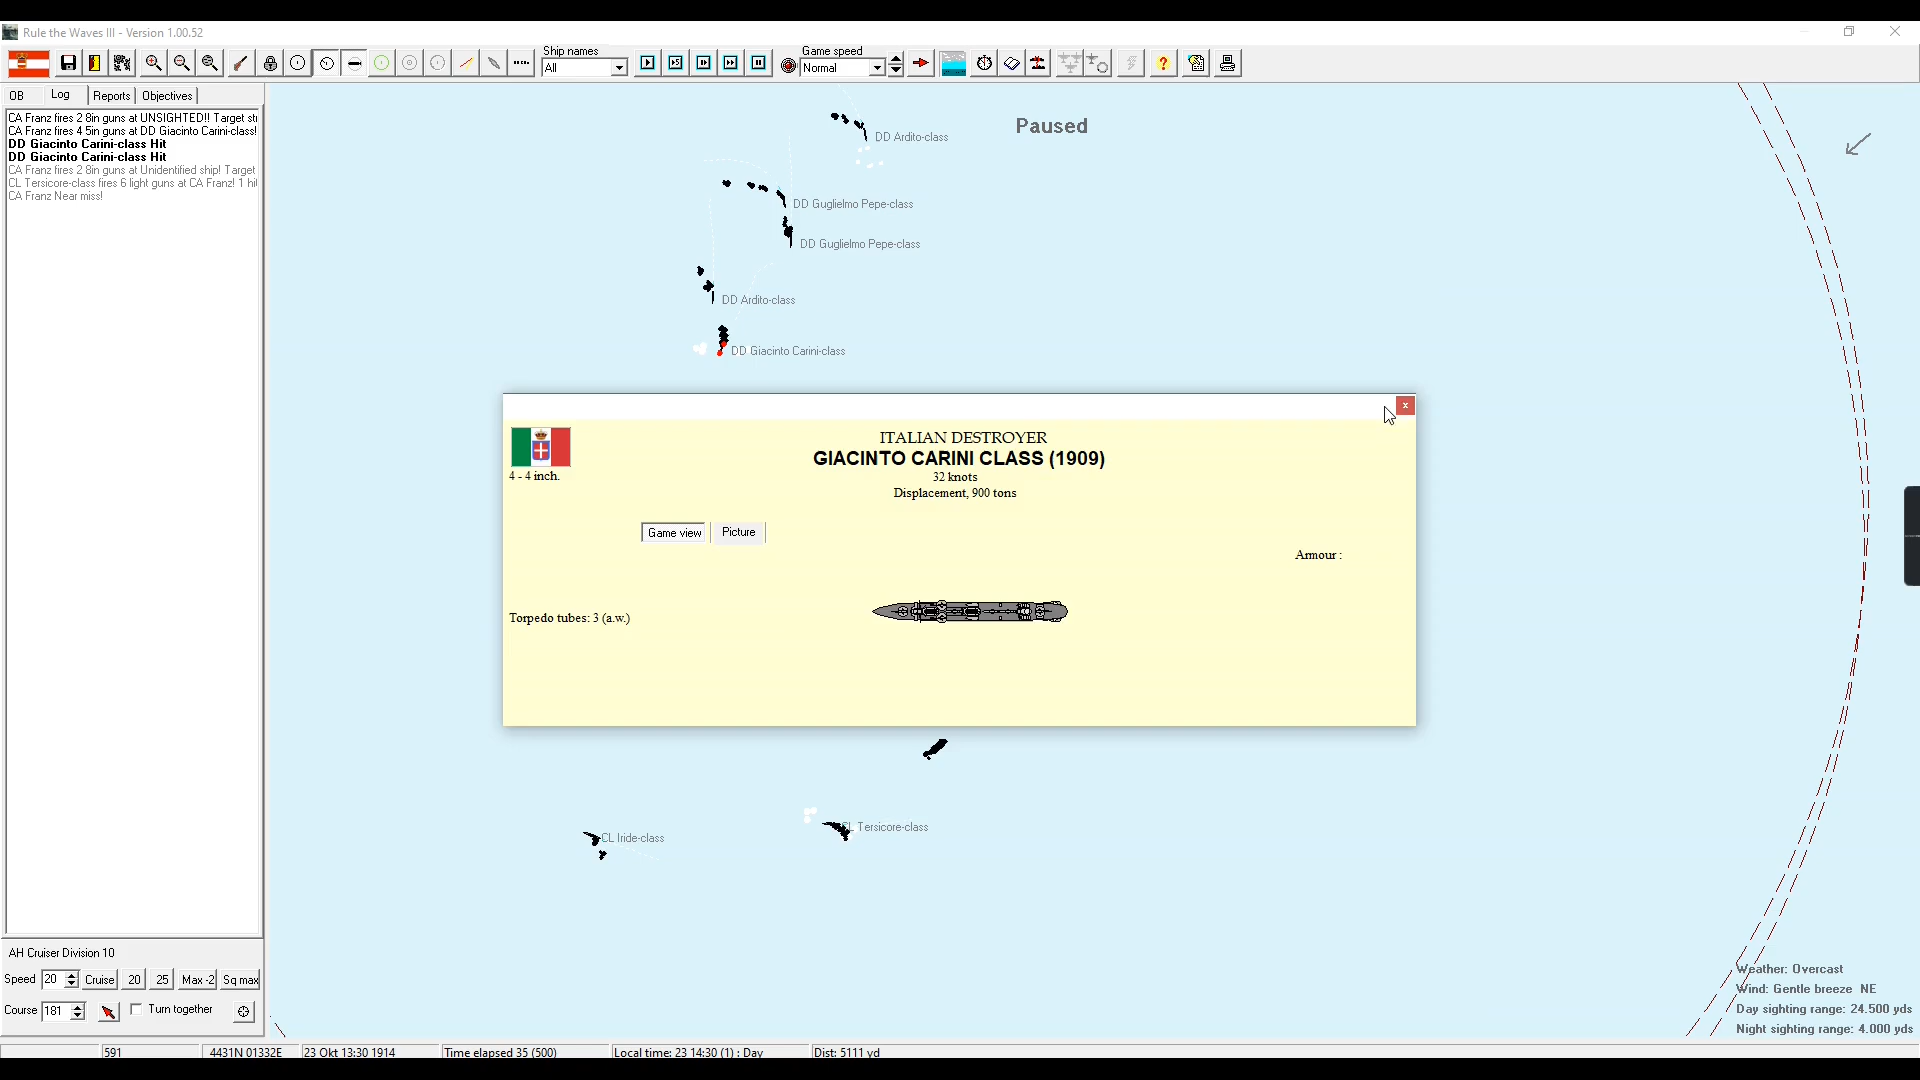 Rule the Waves III - Version 1.00.52
Ship names
All
Game speed
Normal
OB
Log
Reports
Objectives
CA Franz fires 2 8in guns at UNSIGHTED!! Target
CA Franz fires 4 5in guns at DD Giacinto Carini-class!
DD Giacinto Carini-class Hit
DD Giacinto Carini-class Hit
CA Franz fires 2 8in guns at Unidentified ship! Target
CL Tersicore-class fires 6 light guns at CA Franz! 1
CA Franz Near miss!
Paused
DD Ardito-class
DD Guglielmo Pepe-class
DD Guglielmo Pepe-class
DD Ardito-class
DD Giacinto Carini-class
x
ITALIAN DESTROYER
GIACINTO CARINI CLASS (1909)
4 - 4 inch.
32 knots
Displacement, 900 tons
Game view
Picture
Armour :
Torpedo tubes: 3 (a.w.)
CL Iride-class
CL Tersicore-class
AH Cruiser Division 10
Speed 20 Cruise 20 25 Max -2 Sq max
Course 181 Turn together
Weather: Overcast
Wind: Gentle breeze NE
Day sighting range: 24.500 yds
Night sighting range: 4.000 yds
591 4431N 01332E 23 Okt 13:30 1914 Time elapsed 35 (500) Local time: 23 14:30 (1) : Day Dist: 5111 yd